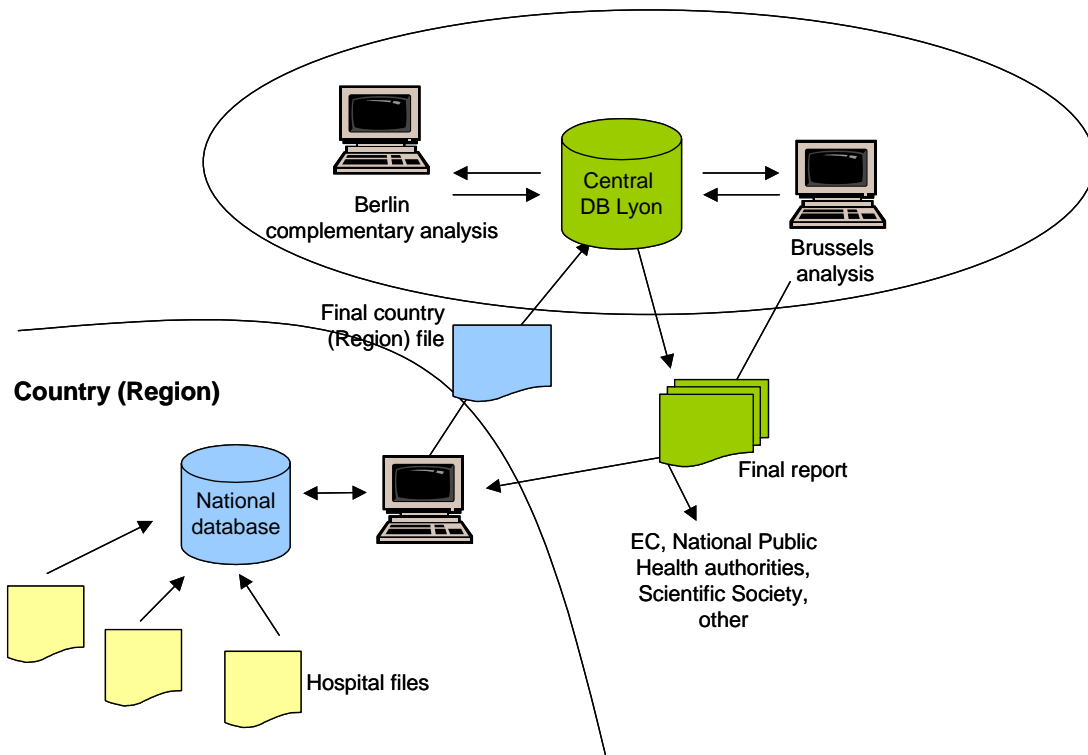 Central
DB Lyon
Berlin
complementary analysis
Brussels
analysis
Final country
(Region) file
Country (Region)
National
database
Final report
EC, National Public
Health authorities,
Scientific Society,
other
Hospital files